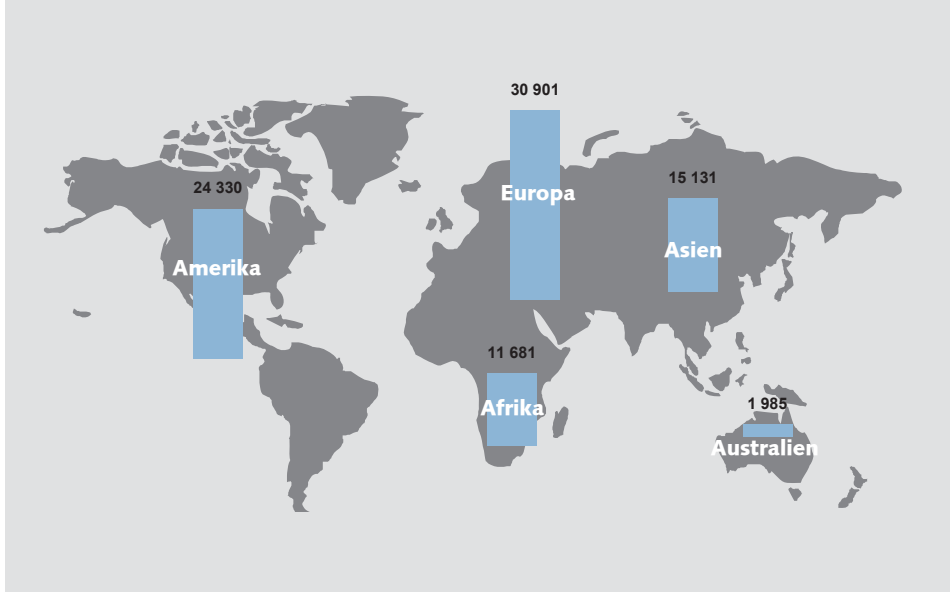 30 901
Europa
24 330
Amerika
15 131
Asien
11 681
Afrika
1 985
Australien